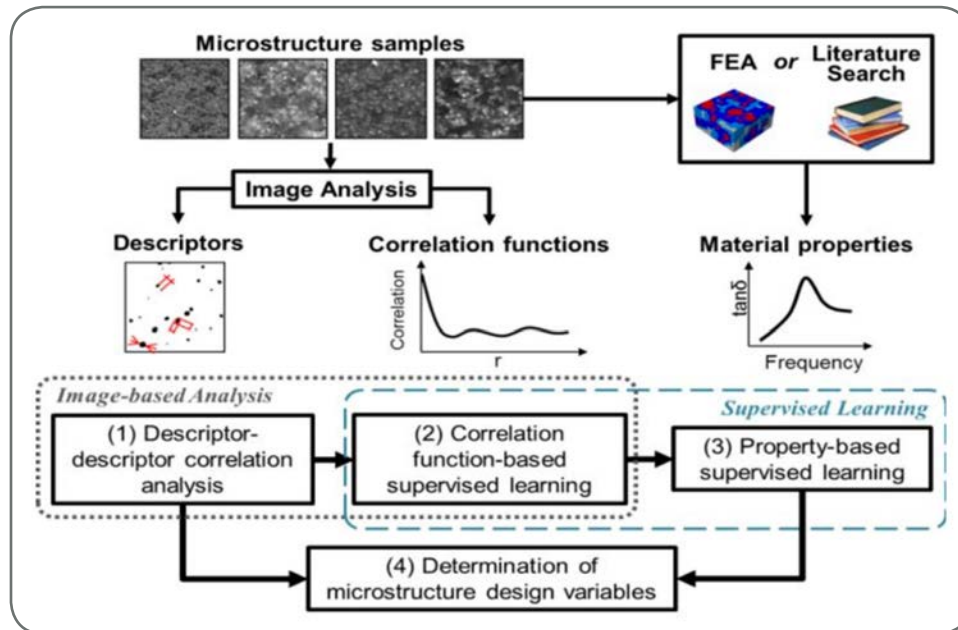 Microstructure samples
FEA or Literature
Search
Image Analysis
Descriptors
Correlation functions
Material properties
Correlation
r
tanδ
Frequency
Image-based Analysis
Supervised Learning
(1) Descriptor-
descriptor correlation
analysis
(2) Correlation
function-based
supervised learning
(3) Property-based
supervised learning
(4) Determination of
microstructure design variables